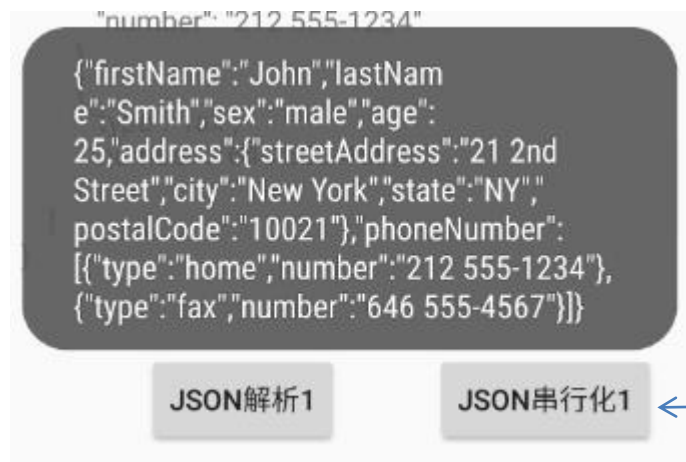 "number": "212 555-1234"
{"firstName":"John","lastNam
e":"Smith","sex":"male","age":
25,"address":{"streetAddress":"21 2nd
Street","city":"New York","state":"NY","
postalCode":"10021"},"phoneNumber":
[{"type":"home","number":"212 555-1234"},
{"type":"fax","number":"646 555-4567"}]}
JSON解析1
JSON串行化1